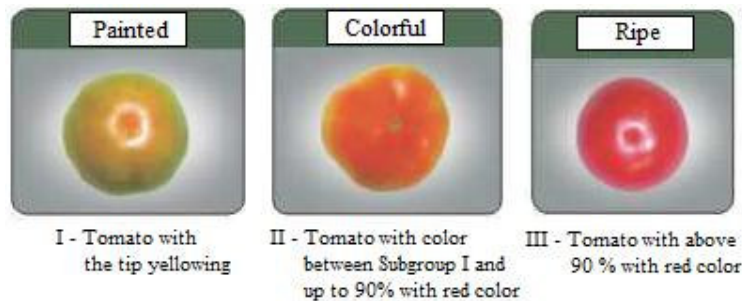 Painted
Colorful
Ripe
I - Tomato with
the tip yellowing
II - Tomato with color
between Subgroup I and
up to 90% with red color
III - Tomato with above
90 % with red color